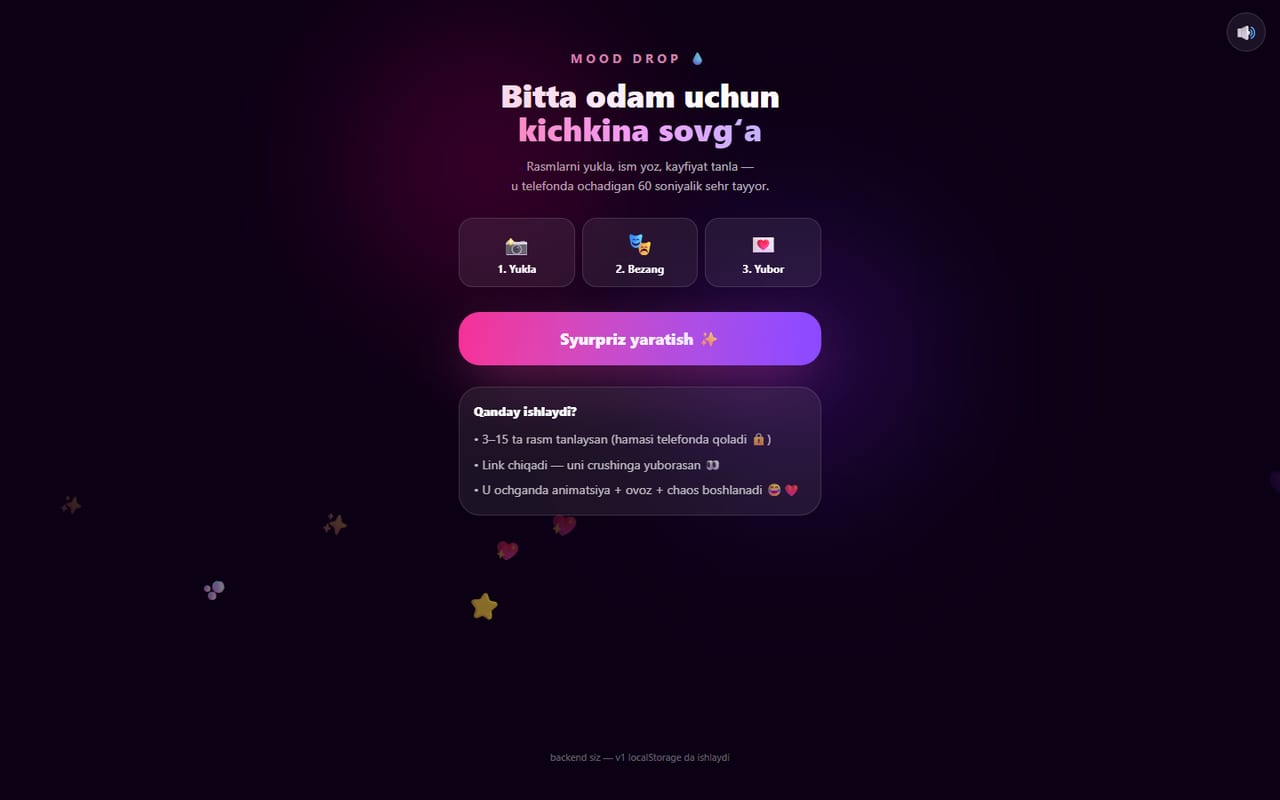 MOOD DROP 💧
Bitta odam uchun
kichkina sovgʻa
Rasmlarni yukla, ism yoz, kayfiyat tanla —
u telefonda ochadigan 60 soniyalik sehr tayyor.
1. Yukla
2. Bezang
3. Yubor
Syurpriz yaratish ✨
Qanday ishlaydi?
• 3–15 ta rasm tanlaysan (hamasi telefonda qoladi 🔒)
• Link chiqadi — uni crushinga yuborasan 👀
• U ochganda animatsiya + ovoz + chaos boshlanadi 😂❤️
backend siz — v1 localStorage da ishlaydi